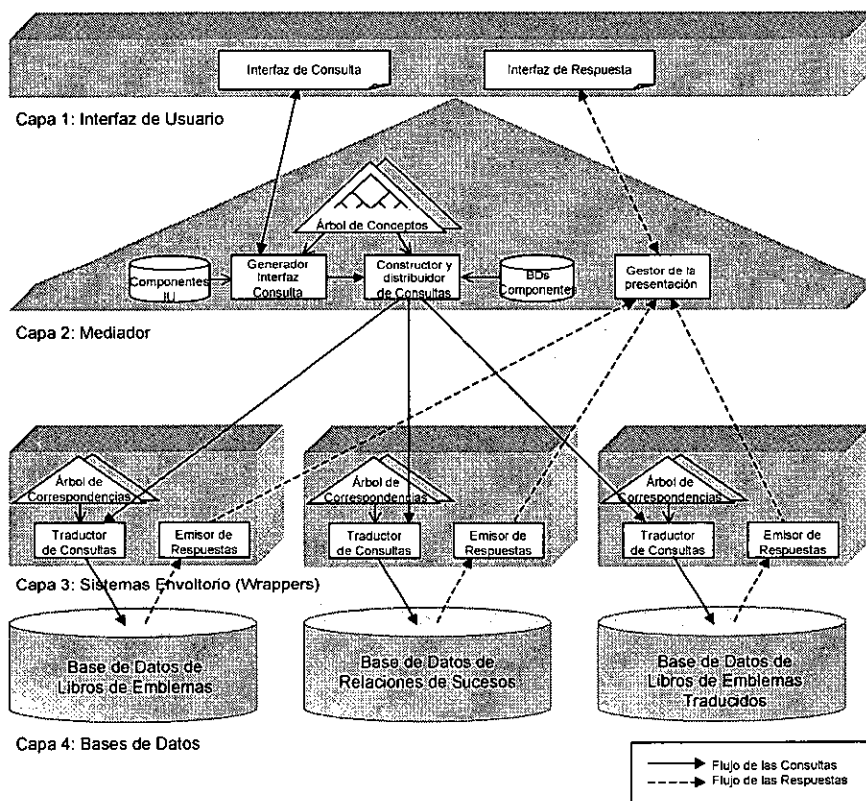 Interfaz de Consulta
Interfaz de Respuesta
Capa 1: Interfaz de Usuario
Árbol de Conceptos
Componentes
IU
Generador
Interfaz
Consulta
Constructor y
distribuidor
de Consultas
BDs
Componentes
Gestor de la
presentación
Capa 2: Mediador
Árbol de
Correspondencias
Traductor
de Consultas
Emisor de
Respuestas
Árbol de
Correspondencias
Traductor
de Consultas
Emisor de
Respuestas
Árbol de
Correspondencias
Traductor
de Consultas
Emisor de
Respuestas
Capa 3: Sistemas Envoltorio (Wrappers)
Base de Datos de
Libros de Emblemas
Base de Datos de
Relaciones de Sucesos
Base de Datos de
Libros de Emblemas
Traducidos
Capa 4: Bases de Datos
Flujo de las Consultas
Flujo de las Respuestas